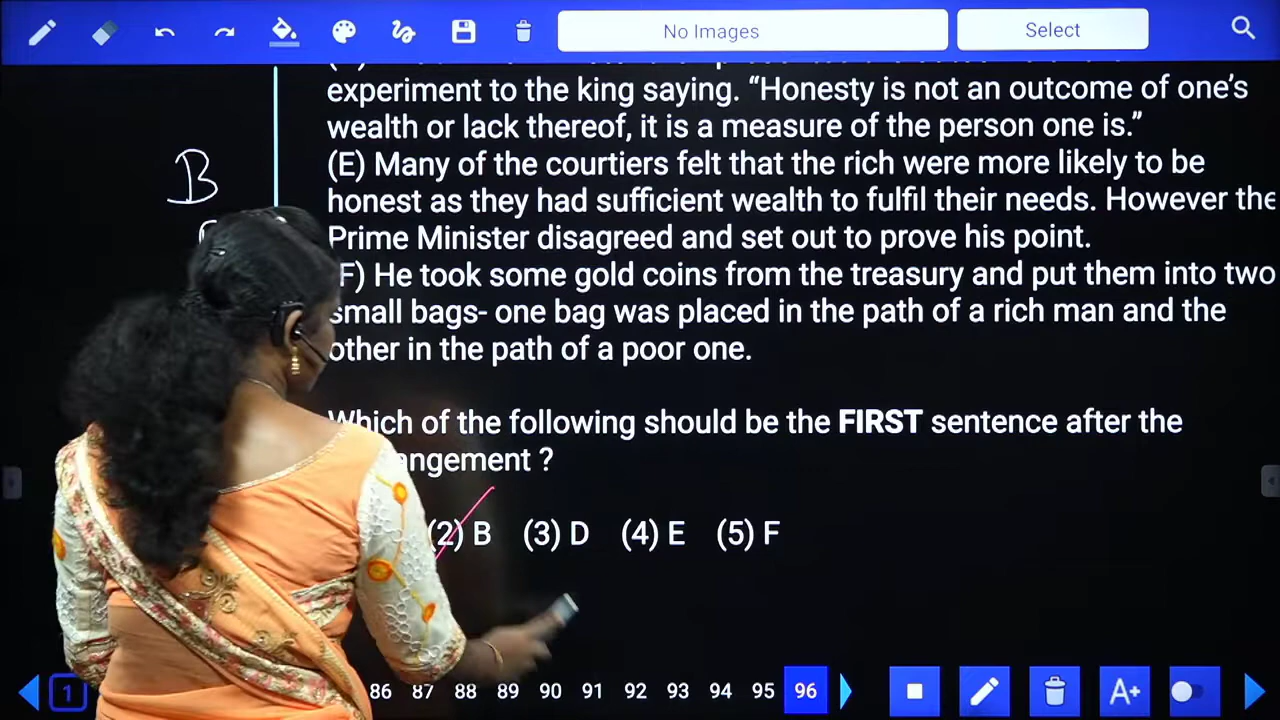 No Images
Select
experiment to the king saying. “Honesty is not an outcome of one’s
wealth or lack thereof, it is a measure of the person one is.”
B
(E) Many of the courtiers felt that the rich were more likely to be
honest as they had sufficient wealth to fulfil their needs. However the
Prime Minister disagreed and set out to prove his point.
F) He took some gold coins from the treasury and put them into two
small bags- one bag was placed in the path of a rich man and the
other in the path of a poor one.
Which of the following should be the FIRST sentence after the
angement ?
(2) B (3) D (4) E (5) F
1 86 87 88 89 90 91 92 93 94 95 96
A+